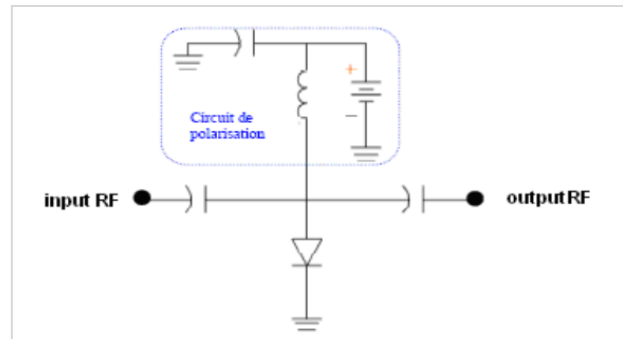 +
Circuit de
polarisation
−
input RF
output RF